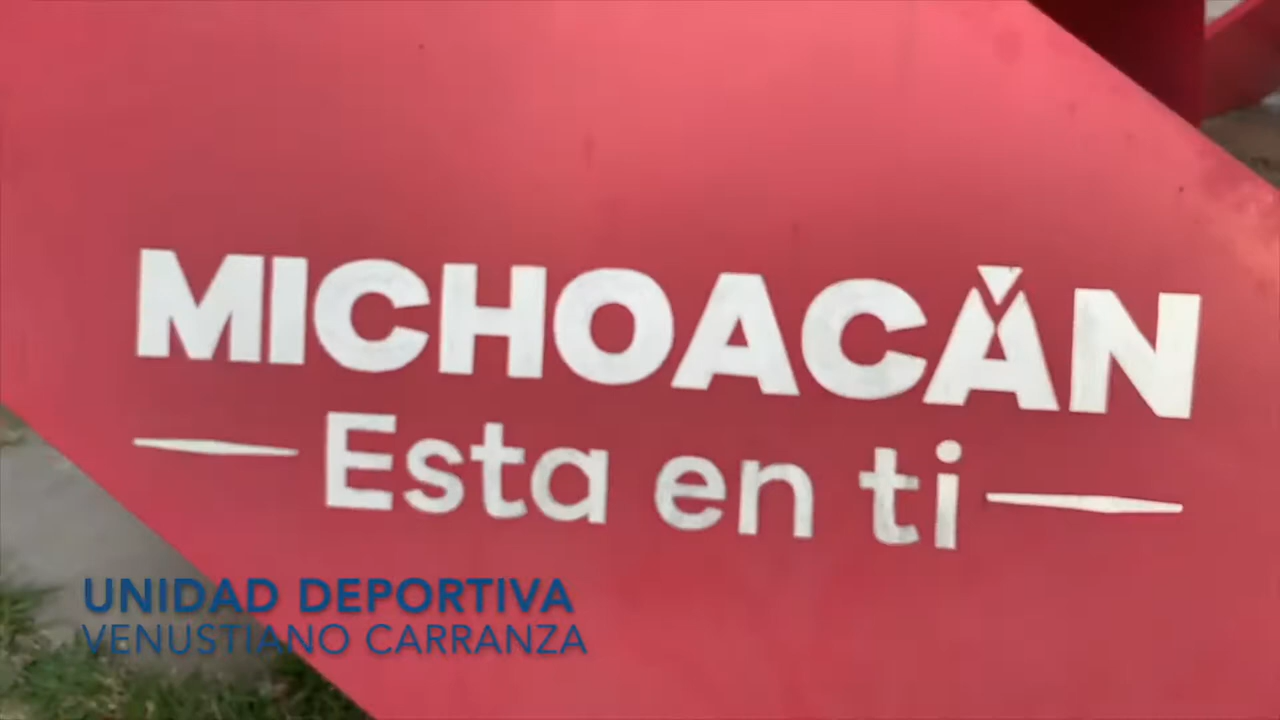 MICHOACÁN
Esta en ti
UNIDAD DEPORTIVA
VENUSTIANO CARRANZA